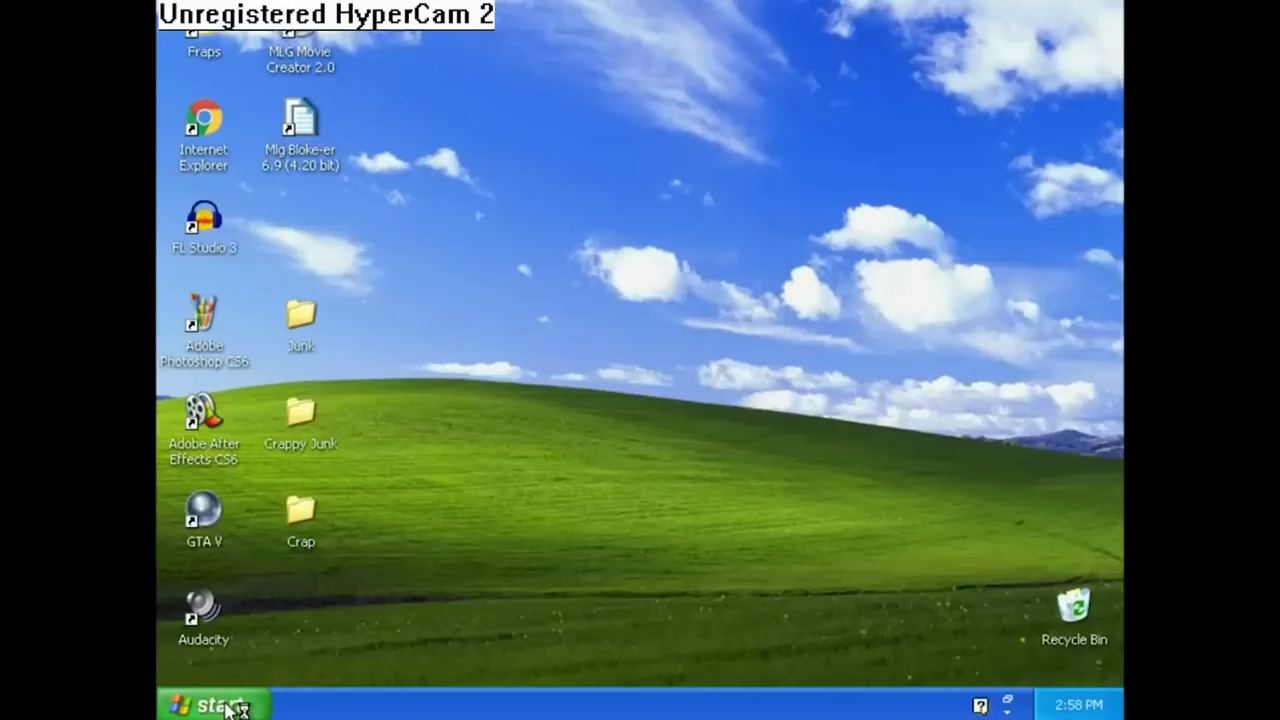 Unregistered HyperCam 2
Fraps
MLG Movie
Creator 2.0
Internet
Explorer
Mlg Bloke-er
6.9 (4.20 bit)
FL Studio 3
Adobe
Photoshop CS6
Junk
Adobe After
Effects CS6
Crappy Junk
GTA V
Crap
Audacity
Recycle Bin
start
2:58 PM